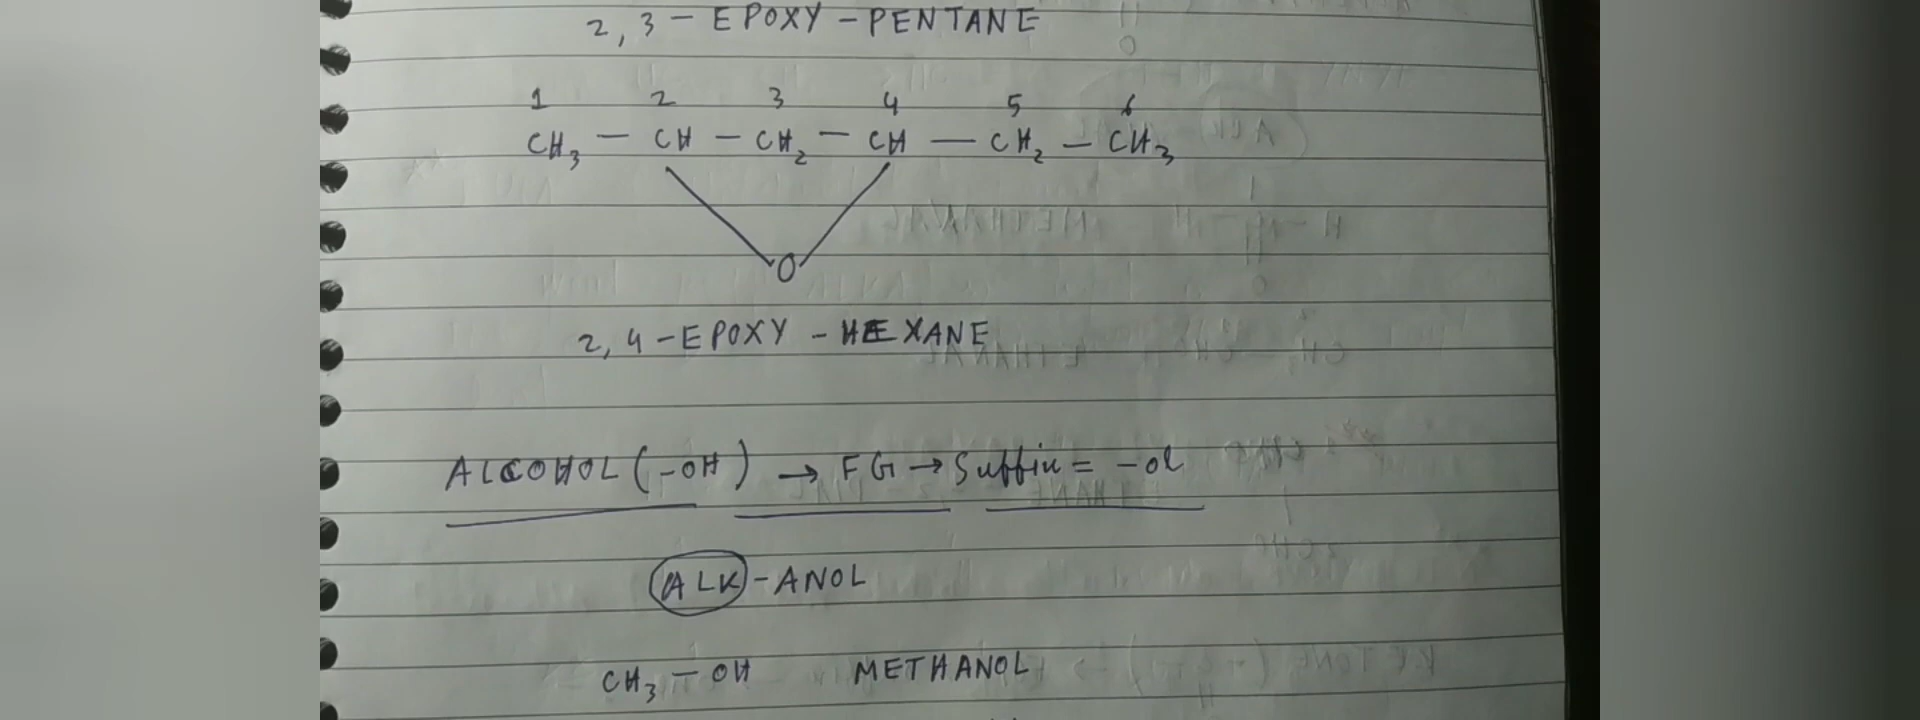 2, 3 - EPOXY - PENTANE
1 2 3 4 5 6
CH3 - CH - CH2 - CH - CH2 - CH3
O
2, 4 - EPOXY - HEXANE
ALCOHOL (-OH) → FG → Suffix = -ol
ALK - ANOL
CH3 - OH METHANOL